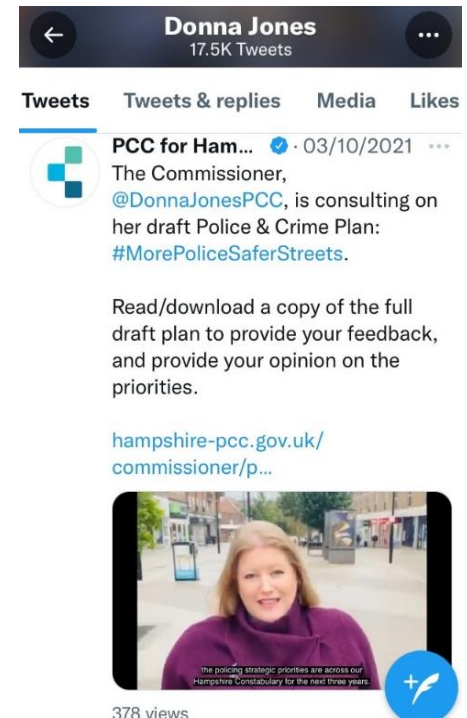 Donna Jones
17.5K Tweets
Tweets Tweets & replies Media Likes
PCC for Ham... · 03/10/2021 ...
The Commissioner,
@DonnaJonesPCC, is consulting on
her draft Police & Crime Plan:
#MorePoliceSaferStreets.
Read/download a copy of the full
draft plan to provide your feedback,
and provide your opinion on the
priorities.
hampshire-pcc.gov.uk/
commissioner/p...
the policing strategic priorities are across our
Hampshire Constabulary for the next three years.
378 views